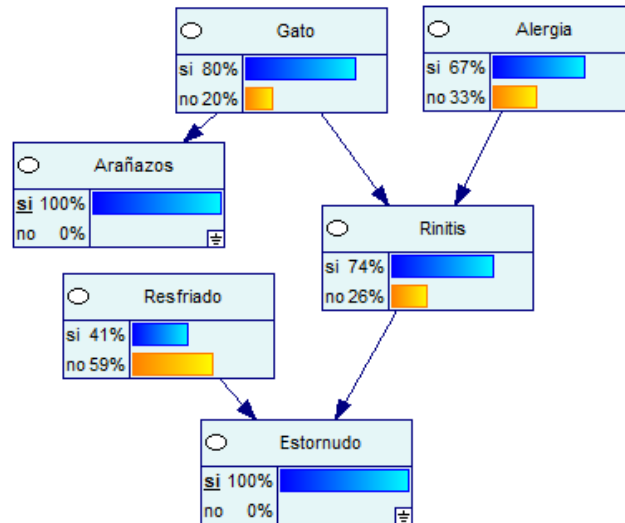 Gato
si 80%
no 20%
Alergia
si 67%
no 33%
Arañazos
si 100%
no 0%
Rinitis
si 74%
no 26%
Resfriado
si 41%
no 59%
Estornudo
si 100%
no 0%